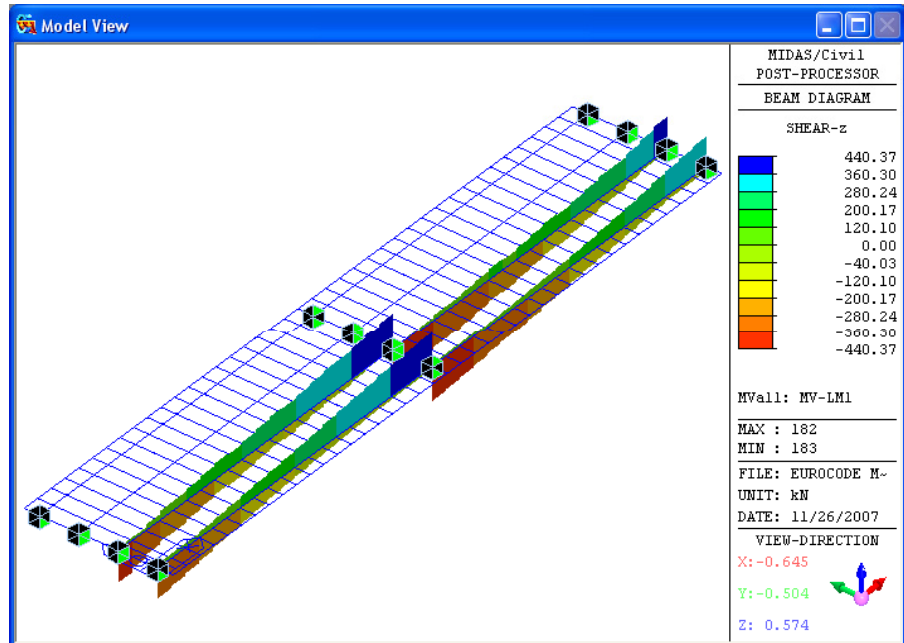 Model View
MIDAS/Civil
POST-PROCESSOR
BEAM DIAGRAM
SHEAR-z
440.37
360.30
280.24
200.17
120.10
0.00
-40.03
-120.10
-200.17
-280.24
-360.30
-440.37
MVall: MV-LM1
MAX : 182
MIN : 183
FILE: EUROCODE M~
UNIT: kN
DATE: 11/26/2007
VIEW-DIRECTION
X:-0.645
Y:-0.504
Z: 0.574